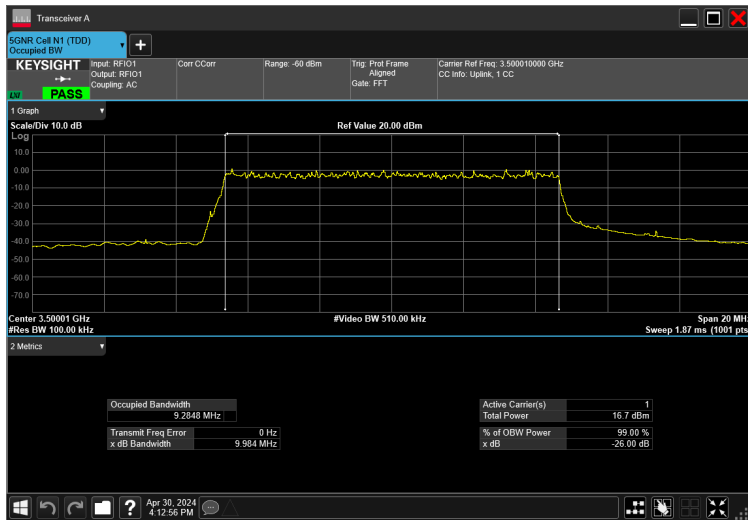 Transceiver A
5GNR Cell N1 (TDD)
Occupied BW
KEYSIGHT
LXI PASS
Input: RFIO1
Output: RFIO1
Coupling: AC
Corr CCorr
Range: -60 dBm
Trig: Prot Frame
Aligned
Gate: FFT
Carrier Ref Freq: 3.500010000 GHz
CC Info: Uplink, 1 CC
1 Graph
Scale/Div 10.0 dB
Ref Value 20.00 dBm
Log
10.0
0.00
-10.0
-20.0
-30.0
-40.0
-50.0
-60.0
-70.0
Center 3.50001 GHz
#Video BW 510.00 kHz
Span 20 MH
#Res BW 100.00 kHz
Sweep 1.87 ms (1001 pts
2 Metrics
Occupied Bandwidth
9.2848 MHz
Transmit Freq Error 0 Hz
x dB Bandwidth 9.984 MHz
Active Carrier(s) 1
Total Power 16.7 dBm
% of OBW Power 99.00 %
x dB -26.00 dB
Apr 30, 2024
4:12:56 PM